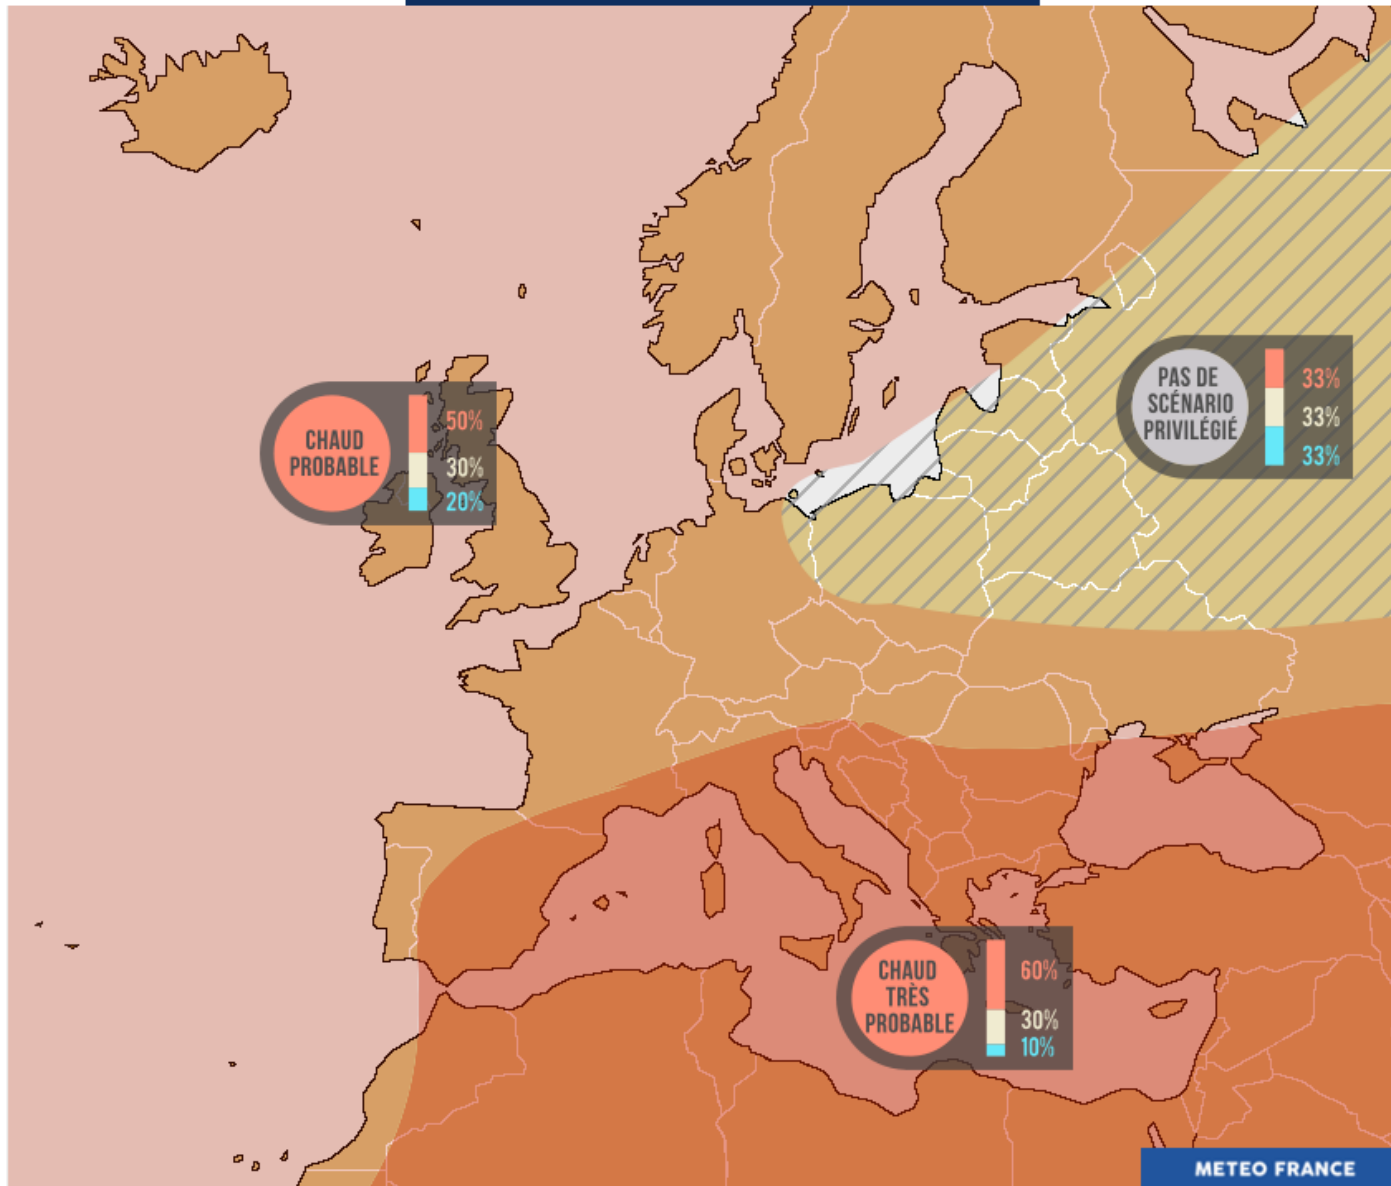 PAS DE
SCÉNARIO
PRIVILÉGIÉ
33%
33%
33%
CHAUD
PROBABLE
50%
30%
20%
CHAUD
TRÈS
PROBABLE
60%
30%
10%
METEO FRANCE